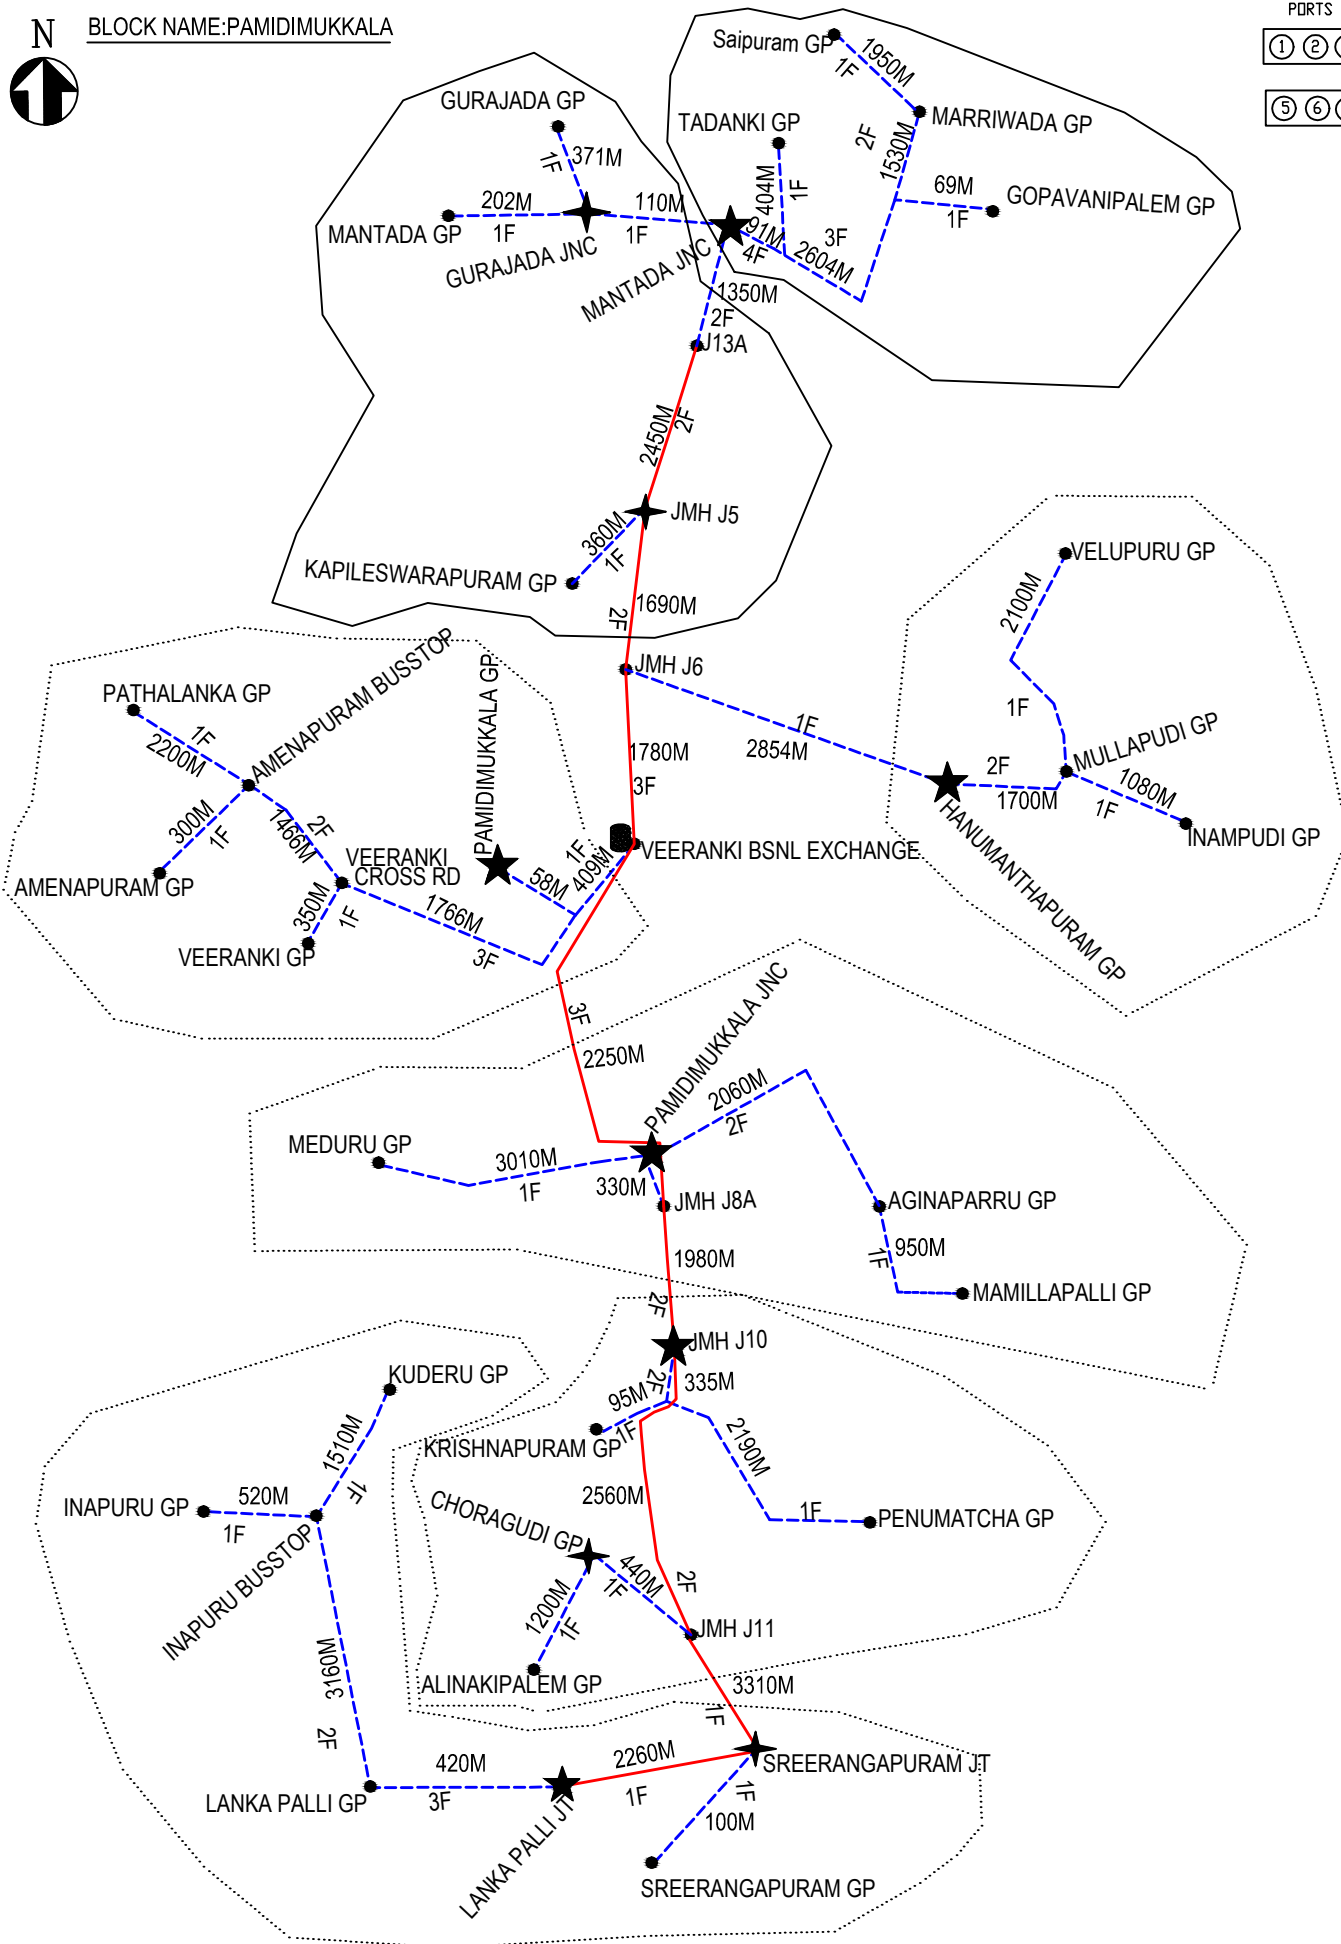 N
BLOCK NAME:PAMIDIMUKKALA
PORTS
1 2
5 6
Saipuram GP
1950M
1F
MARRIWADA GP
GURAJADA GP
TADANKI GP
2F
1530M
1F
371M
404M
1F
69M
1F
GOPAVANIPALEM GP
202M
1F
MANTADA GP
110M
1F
GURAJADA JNC
91M
4F
3F
2604M
MANTADA JNC
1350M
2F
J13A
2450M
2F
JMH J5
360M
1F
KAPILESWARAPURAM GP
1690M
2F
VELUPURU GP
2100M
1F
JMH J6
PATHALANKA GP
1F
2200M
AMENAPURAM BUSSTOP
PAMIDIMUKKALA GP
1F
2854M
1780M
3F
MULLAPUDI GP
2F
1700M
1080M
1F
INAMPUDI GP
HANUMANTHAPURAM GP
300M
1F
AMENAPURAM GP
2F
1466M
VEERANKI
CROSS RD
1F
409M
58M
VEERANKI BSNL EXCHANGE
350M
1F
VEERANKI GP
1766M
3F
3F
2250M
PAMIDIMUKKALA JNC
2060M
2F
MEDURU GP
3010M
1F
330M
JMH J8A
AGINAPARRU GP
1F
950M
MAMILLAPALLI GP
1980M
2F
JMH J10
2F
335M
KUDERU GP
1510M
1F
95M
1F
KRISHNAPURAM GP
2190M
1F
PENUMATCHA GP
INAPURU GP
520M
1F
INAPURU BUSSTOP
2560M
2F
CHORAGUDI GP
440M
1F
1200M
1F
JMH J11
ALINAKIPALEM GP
3310M
1F
3160M
2F
SREERANGAPURAM JT
2260M
1F
LANKA PALLI GP
420M
3F
LANKA PALLI JT
1F
100M
SREERANGAPURAM GP